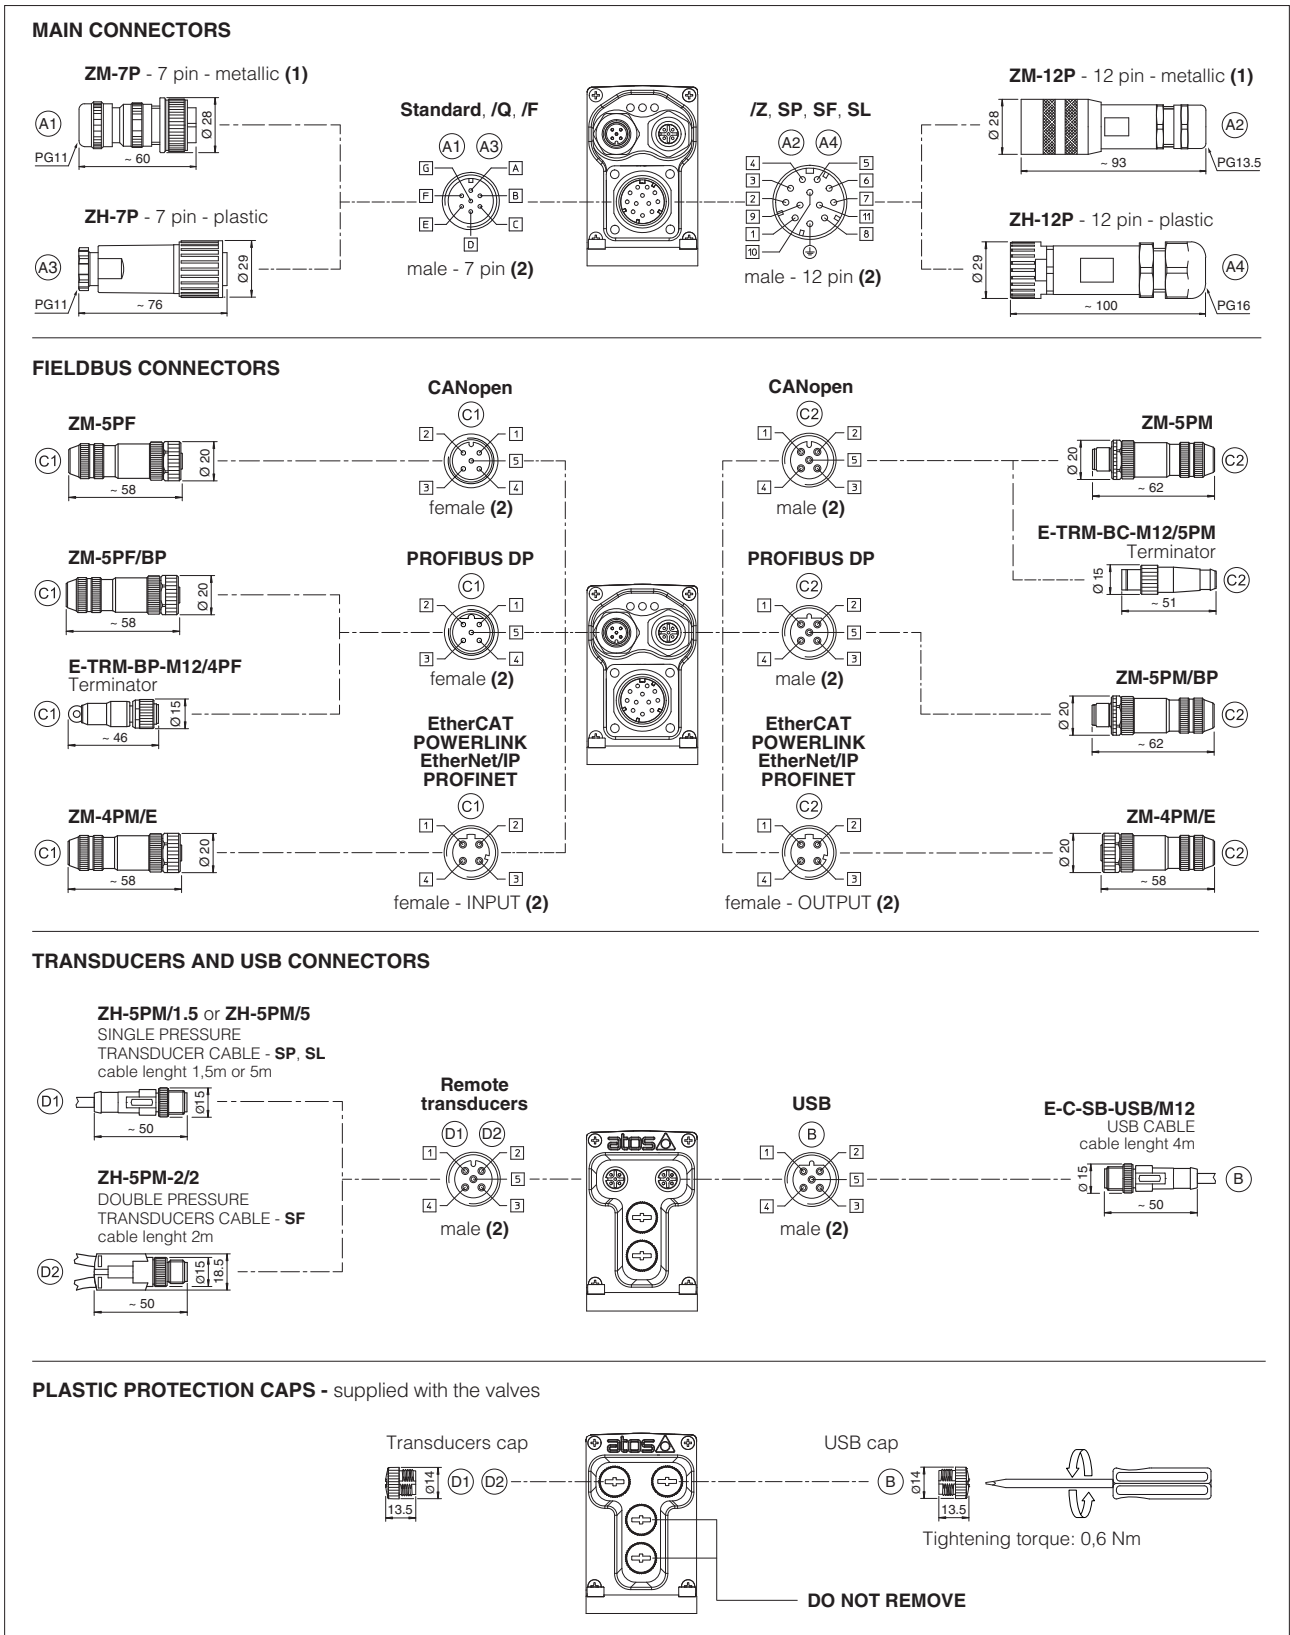 MAIN CONNECTORS
ZM-7P - 7 pin - metallic (1)
A1
PG11
~ 60
Ø 28
ZH-7P - 7 pin - plastic
A3
PG11
~ 76
Ø 29
Standard, /Q, /F
A1 A3
G A
F B
E C
D
male - 7 pin (2)
/Z, SP, SF, SL
A2 A4
4 5
3 6
2 7
9 11
1 8
10
male - 12 pin (2)
ZM-12P - 12 pin - metallic (1)
Ø 28
A2
~ 93
PG13.5
ZH-12P - 12 pin - plastic
Ø 29
A4
~ 100
PG16
FIELDBUS CONNECTORS
ZM-5PF
C1
Ø 20
~ 58
ZM-5PF/BP
C1
Ø 20
~ 58
E-TRM-BP-M12/4PF
Terminator
C1
Ø15
~ 46
ZM-4PM/E
C1
Ø 20
~ 58
CANopen
C1
2 1
5
3 4
female (2)
PROFIBUS DP
C1
2 1
5
3 4
female (2)
EtherCAT
POWERLINK
EtherNet/IP
PROFINET
C1
1 2
4 3
female - INPUT (2)
CANopen
C2
1 2
5
4 3
male (2)
PROFIBUS DP
C2
1 2
5
4 3
male (2)
EtherCAT
POWERLINK
EtherNet/IP
PROFINET
C2
1 2
4 3
female - OUTPUT (2)
ZM-5PM
Ø 20
C2
~ 62
E-TRM-BC-M12/5PM
Terminator
Ø 15
C2
~ 51
ZM-5PM/BP
Ø 20
C2
~ 62
ZM-4PM/E
Ø 20
C2
~ 58
TRANSDUCERS AND USB CONNECTORS
ZH-5PM/1.5 or ZH-5PM/5
SINGLE PRESSURE
TRANSDUCER CABLE - SP, SL
cable lenght 1,5m or 5m
D1
Ø15
~ 50
ZH-5PM-2/2
DOUBLE PRESSURE
TRANSDUCERS CABLE - SF
cable lenght 2m
D2
Ø15
18.5
~ 50
Remote
transducers
D1 D2
1 2
5
4 3
male (2)
atos
USB
B
1 2
5
4 3
male (2)
E-C-SB-USB/M12
USB CABLE
cable lenght 4m
Ø 15
B
~ 50
PLASTIC PROTECTION CAPS - supplied with the valves
Transducers cap
Ø14
D1 D2
13.5
atos
USB cap
B
Ø14
13.5
Tightening torque: 0,6 Nm
DO NOT REMOVE